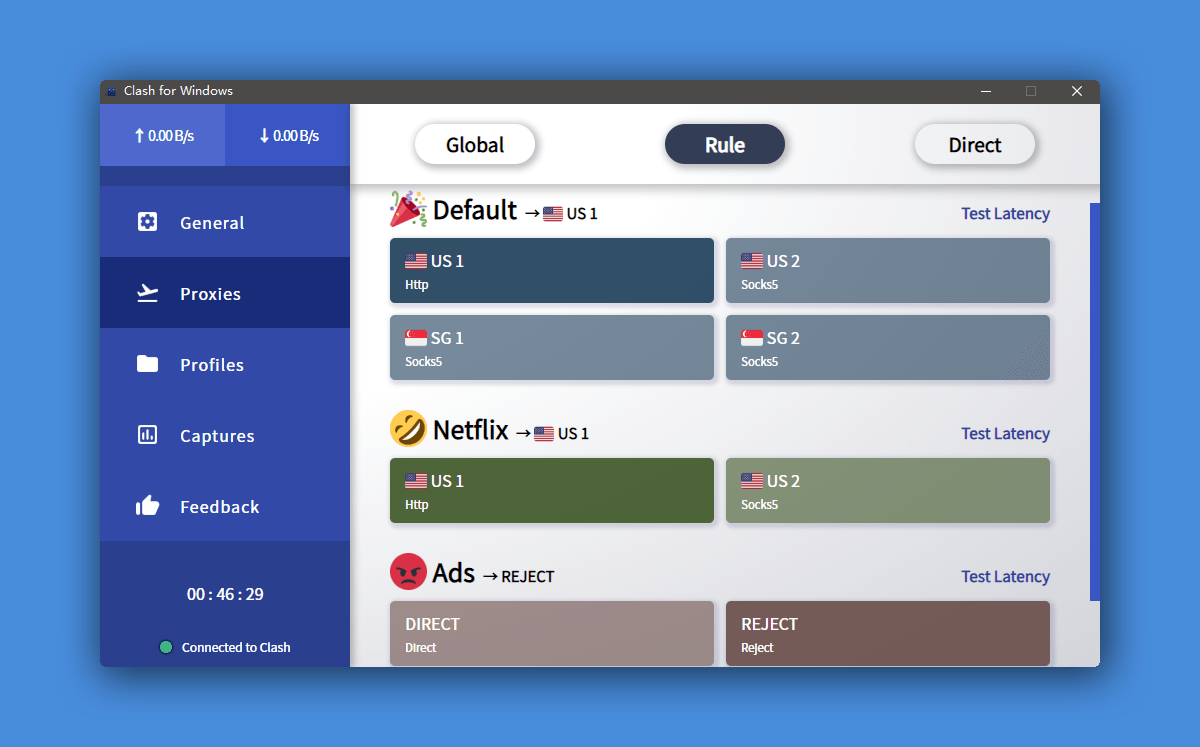 Clash for Windows
↑ 0.00 B/s ↓ 0.00 B/s
General
Proxies
Profiles
Captures
Feedback
00 : 46 : 29
Connected to Clash
Global Rule Direct
Default → US 1 Test Latency
US 1 US 2
Http Socks5
SG 1 SG 2
Socks5 Socks5
Netflix → US 1 Test Latency
US 1 US 2
Http Socks5
Ads → REJECT Test Latency
DIRECT REJECT
Direct Reject